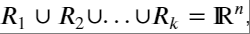 R₁ ∪ R₂∪…∪Rₖ = ℝⁿ,